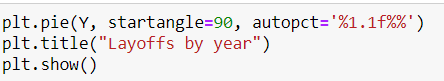 plt.pie(Y, startangle=90, autopct='%1.1f%%')
plt.title("Layoffs by year")
plt.show()